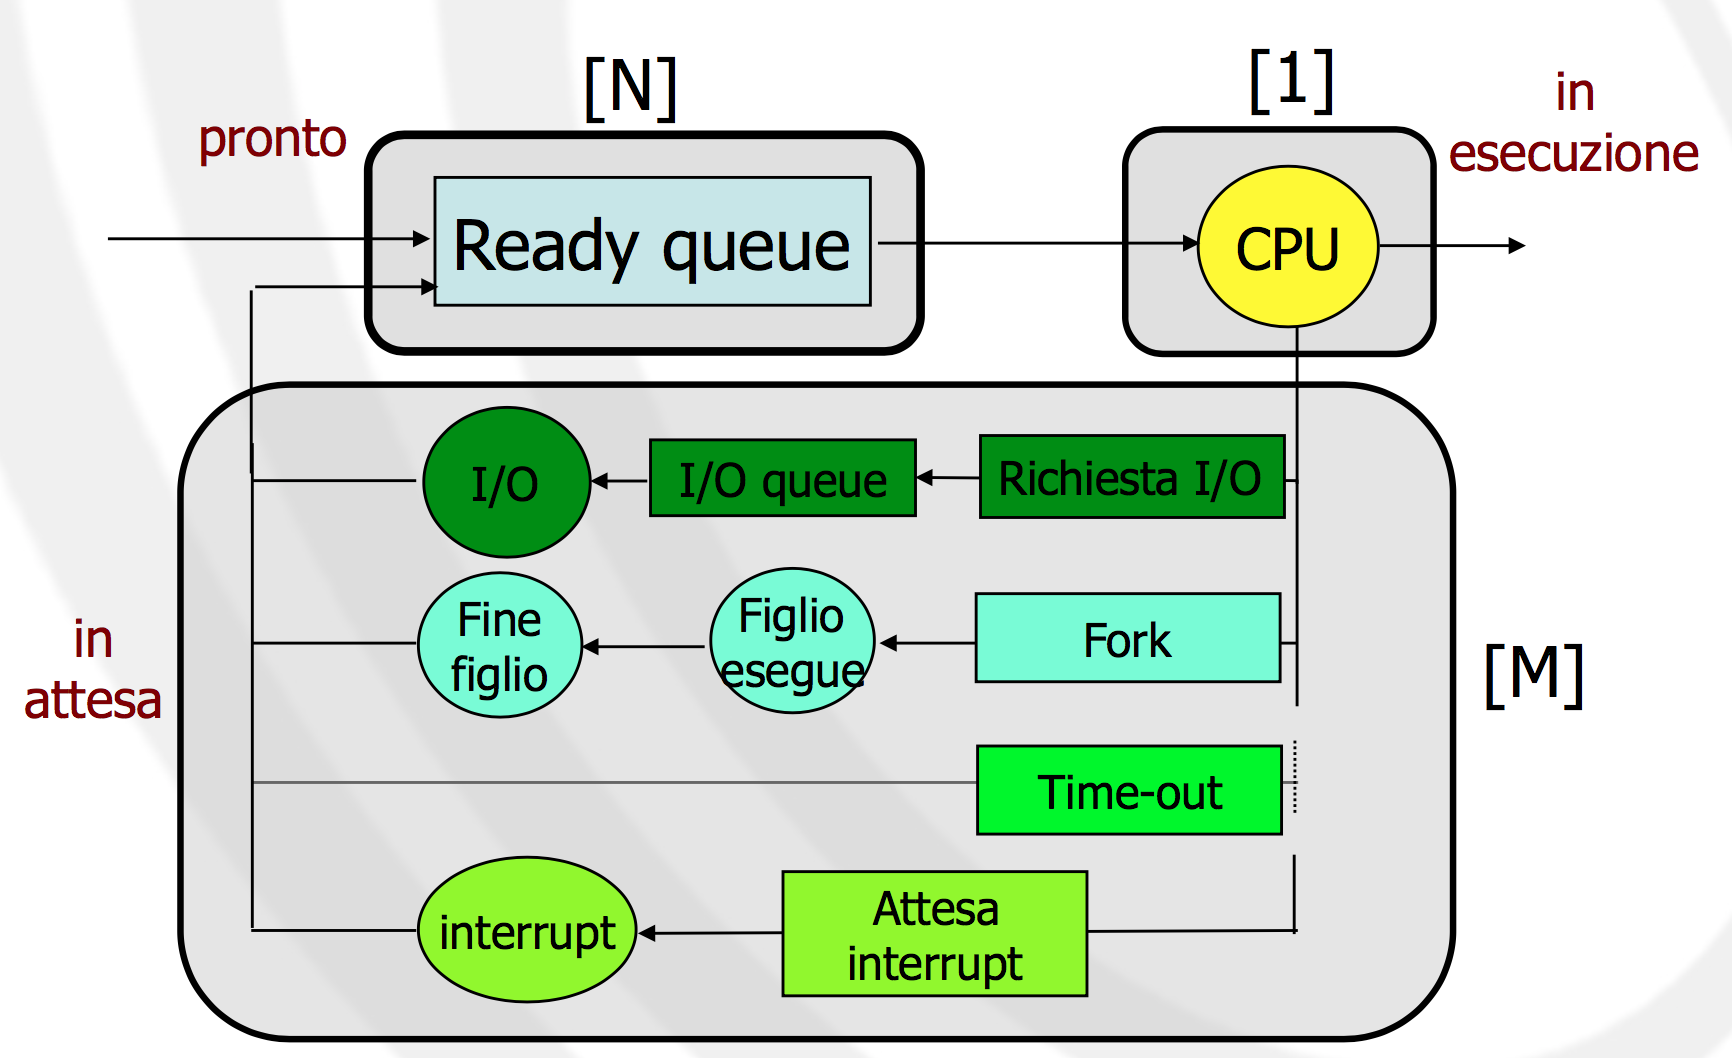 [N]
[1]
pronto
in
esecuzione
Ready queue
CPU
I/O
I/O queue
Richiesta I/O
Fine
figlio
Figlio
esegue
Fork
in
attesa
[M]
Time-out
interrupt
Attesa
interrupt